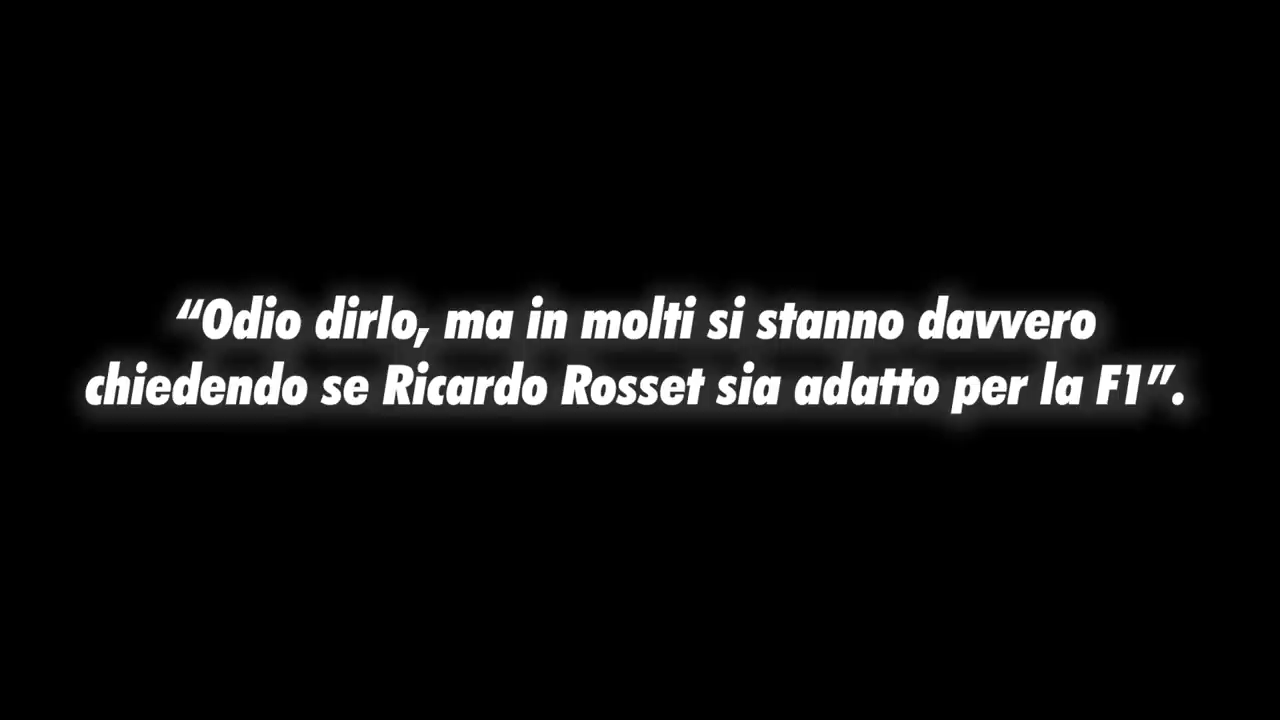 “Odio dirlo, ma in molti si stanno davvero
chiedendo se Ricardo Rosset sia adatto per la F1”.